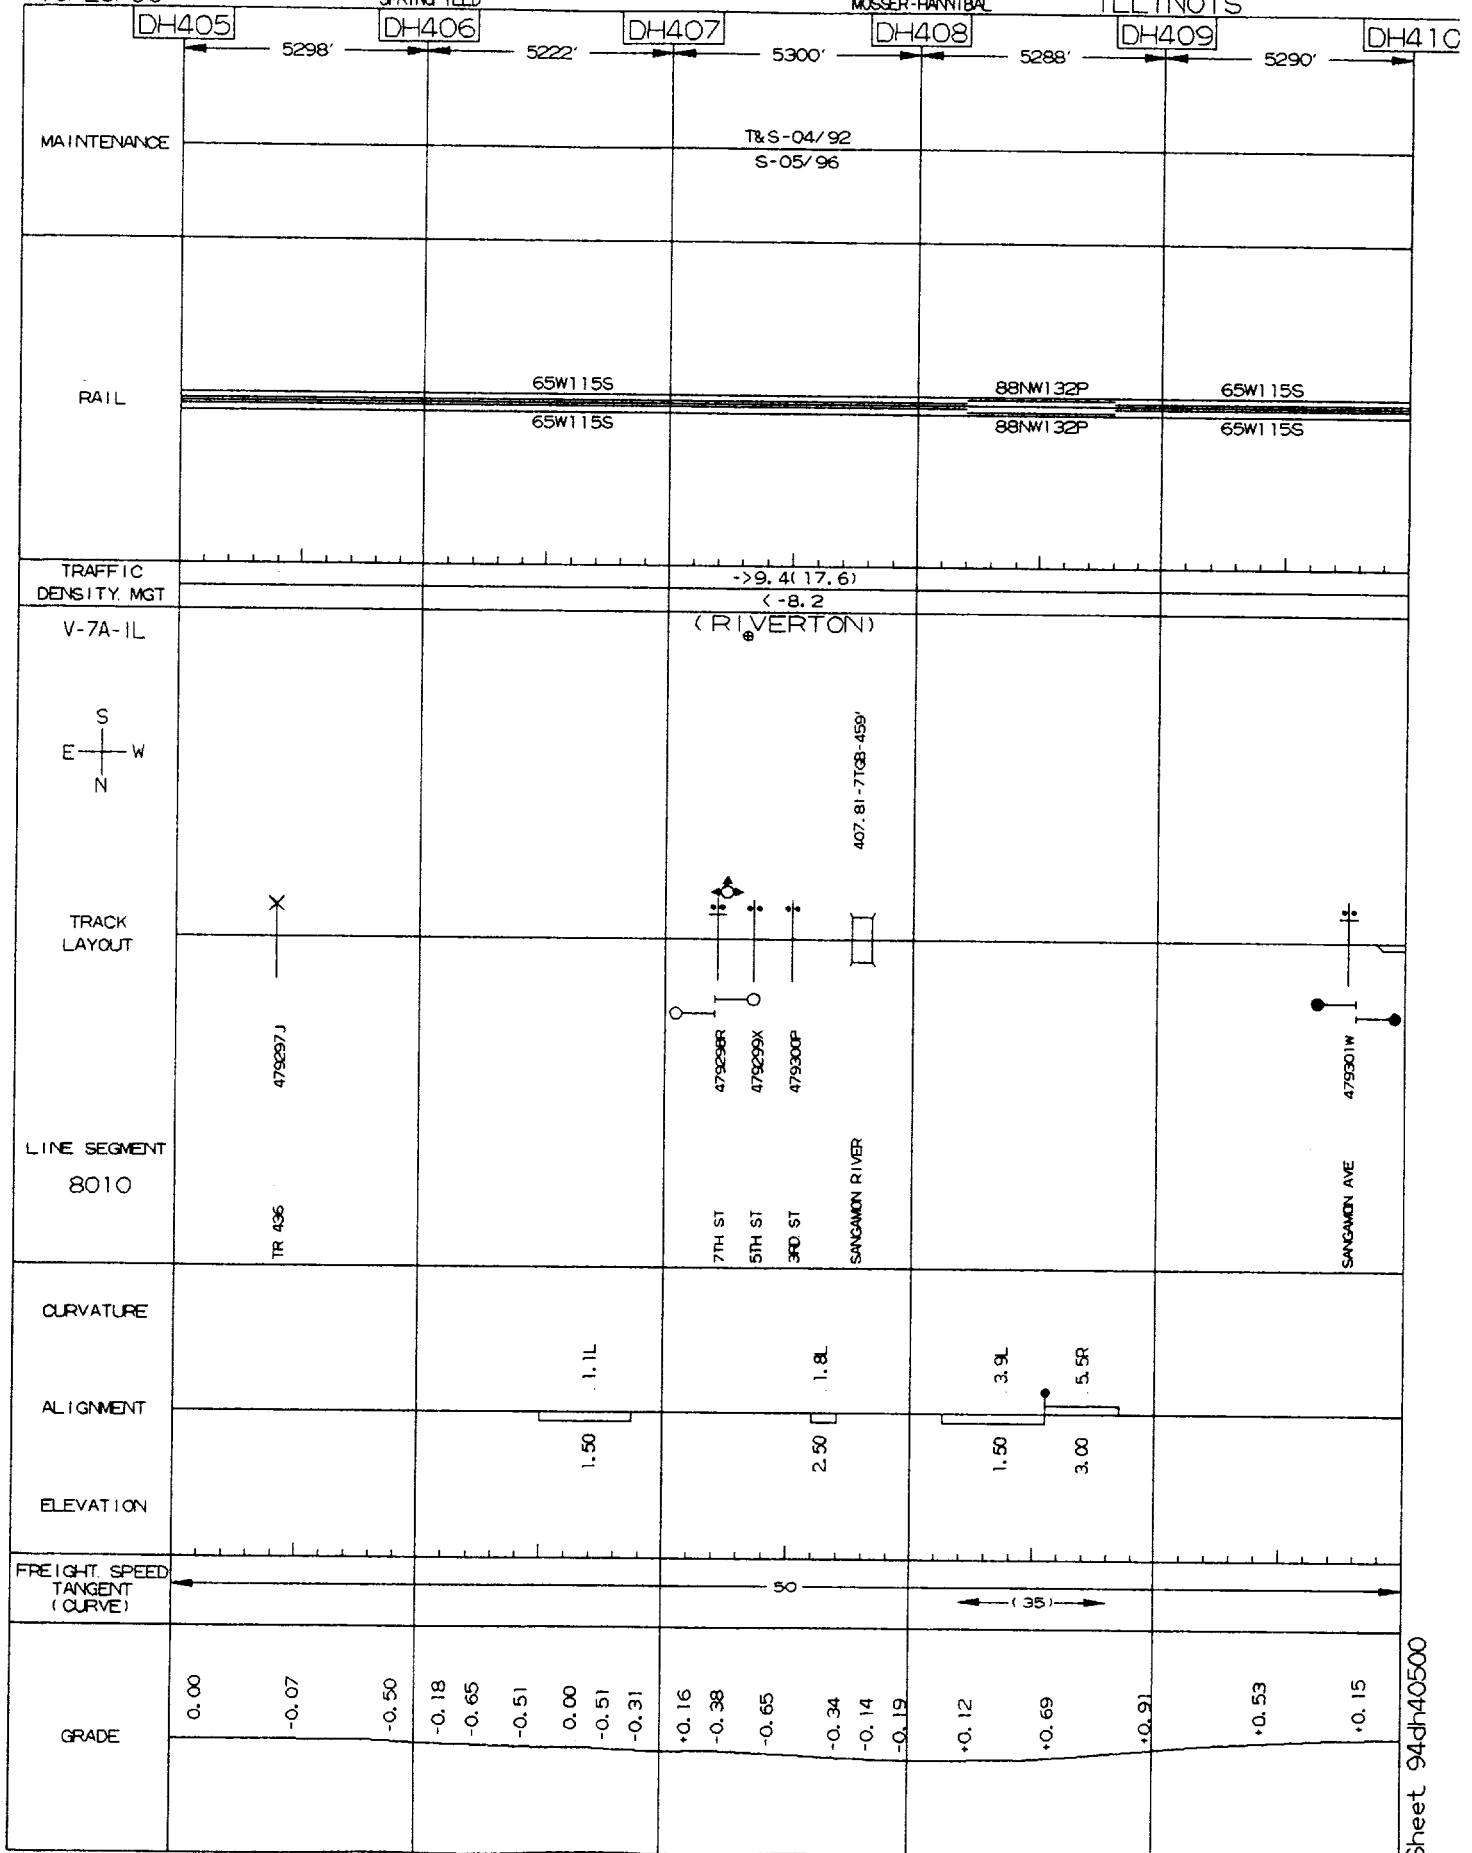 ILLINOIS
DH405 DH406 DH407 DH408 DH409 DH410
5298' 5222' 5300' 5288' 5290'
MAINTENANCE
T&S-04/92
S-05/96
RAIL
65W115S 88NW132P 65W115S
65W115S 88NW132P 65W115S
TRAFFIC
DENSITY. MGT
->9.4(17.6)
<-8.2
V-7A-IL
(RIVERTON)
S
E W
N
407.81-7TGB-459'
TRACK
LAYOUT
479297J 479298R 479299X 479300P 479301W
LINE SEGMENT
8010
TR 436 7TH ST 5TH ST 3RD. ST SANGAMON RIVER SANGAMON AVE
CURVATURE
1.1L 1.8L 3.9L 5.5R
ALIGNMENT
1.50 2.50 1.50 3.00
ELEVATION
FREIGHT. SPEED
TANGENT
(CURVE)
50
(35)
GRADE
0.00 -0.07 -0.50 -0.18 -0.65 -0.51 0.00 -0.51 -0.31 +0.16 -0.38 -0.65 -0.34 -0.14 -0.19 +0.12 +0.69 +0.91 +0.53 +0.15
Sheet 94dh40500